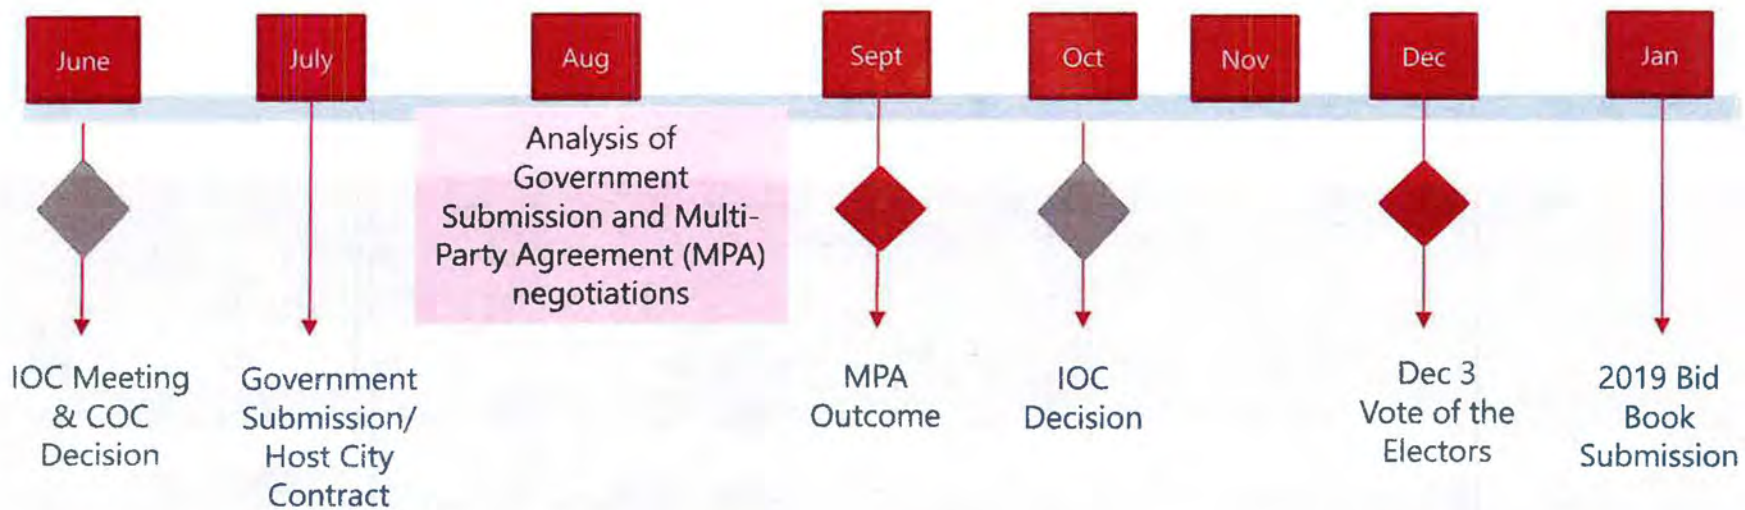 June
July
Aug
Sept
Oct
Nov
Dec
Jan
Analysis of
Government
Submission and Multi-
Party Agreement (MPA)
negotiations
IOC Meeting
& COC
Decision
Government
Submission/
Host City
Contract
MPA
Outcome
IOC
Decision
Dec 3
Vote of the
Electors
2019 Bid
Book
Submission